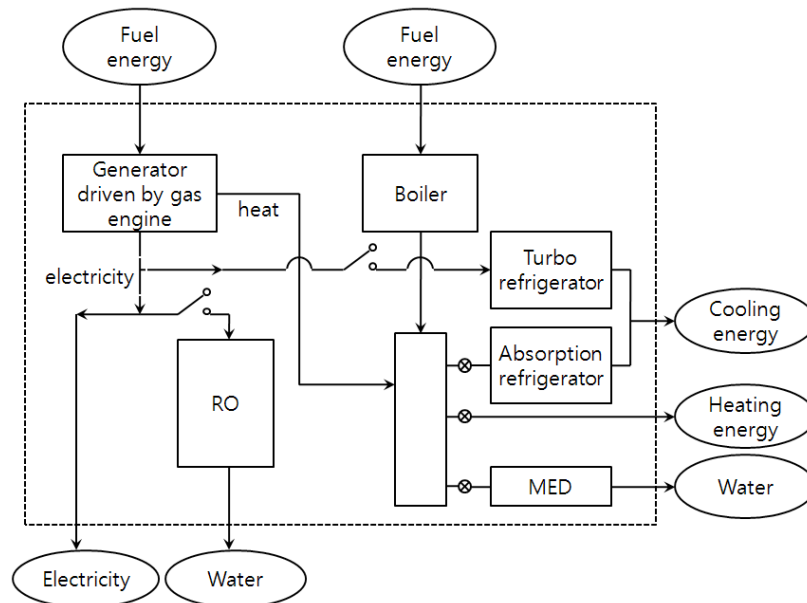 Fuel
energy
Fuel
energy
Generator
driven by gas
engine
heat
Boiler
electricity
Turbo
refrigerator
Cooling
energy
Absorption
refrigerator
RO
Heating
energy
MED
Water
Electricity
Water